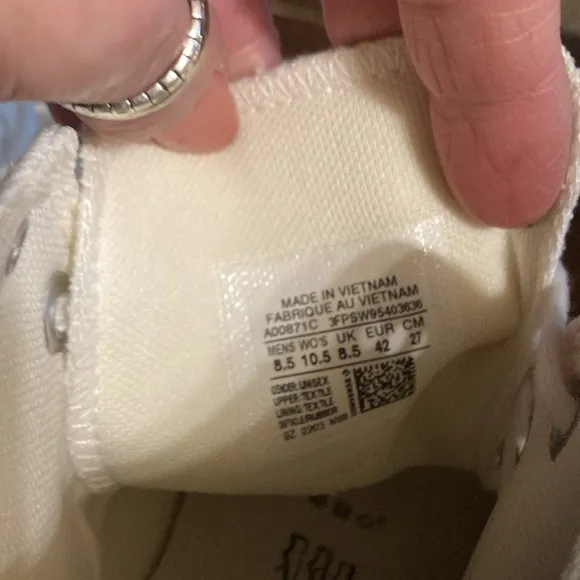 MADE IN VIETNAM
FABRIQUE AU VIETNAM
A00871C 3FPSW95403636
MENS WO'S UK EUR CM
8.5 10.5 8.5 42 27
GENDER: UNISEX
UPPER: TEXTILE
LINING: TEXTILE
OUTSOLE: RUBBER